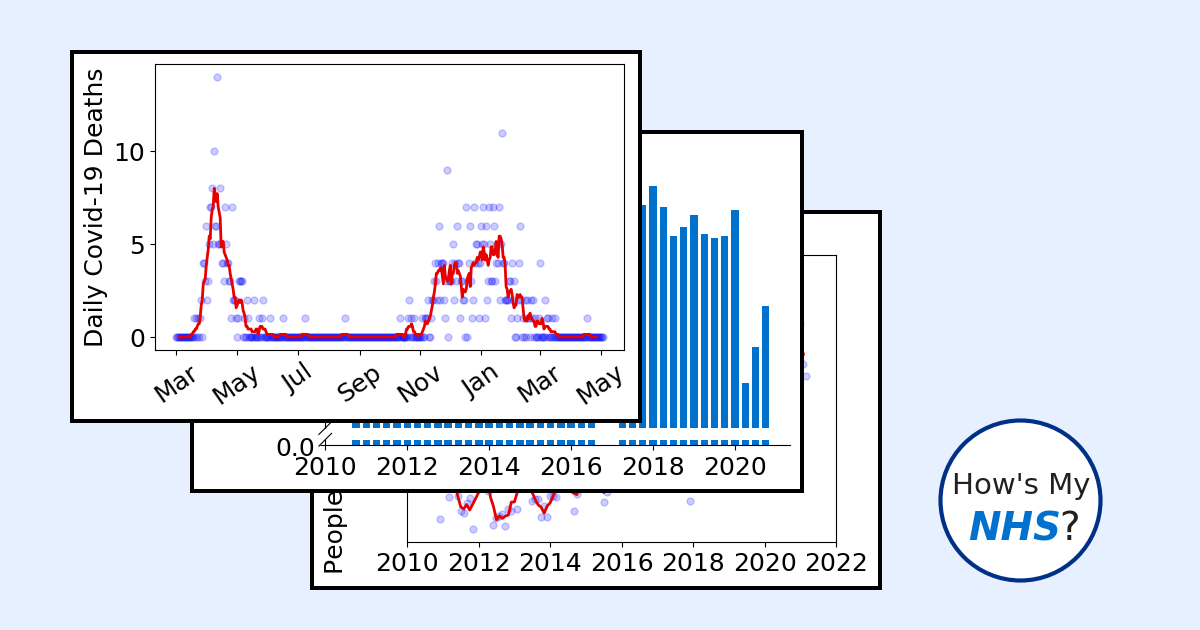 Daily Covid-19 Deaths
10
5
0
Mar May Jul Sep Nov Jan Mar May
0.0
2010 2012 2014 2016 2018 2020
People
2010 2012 2014 2016 2018 2020 2022
How's My
NHS?